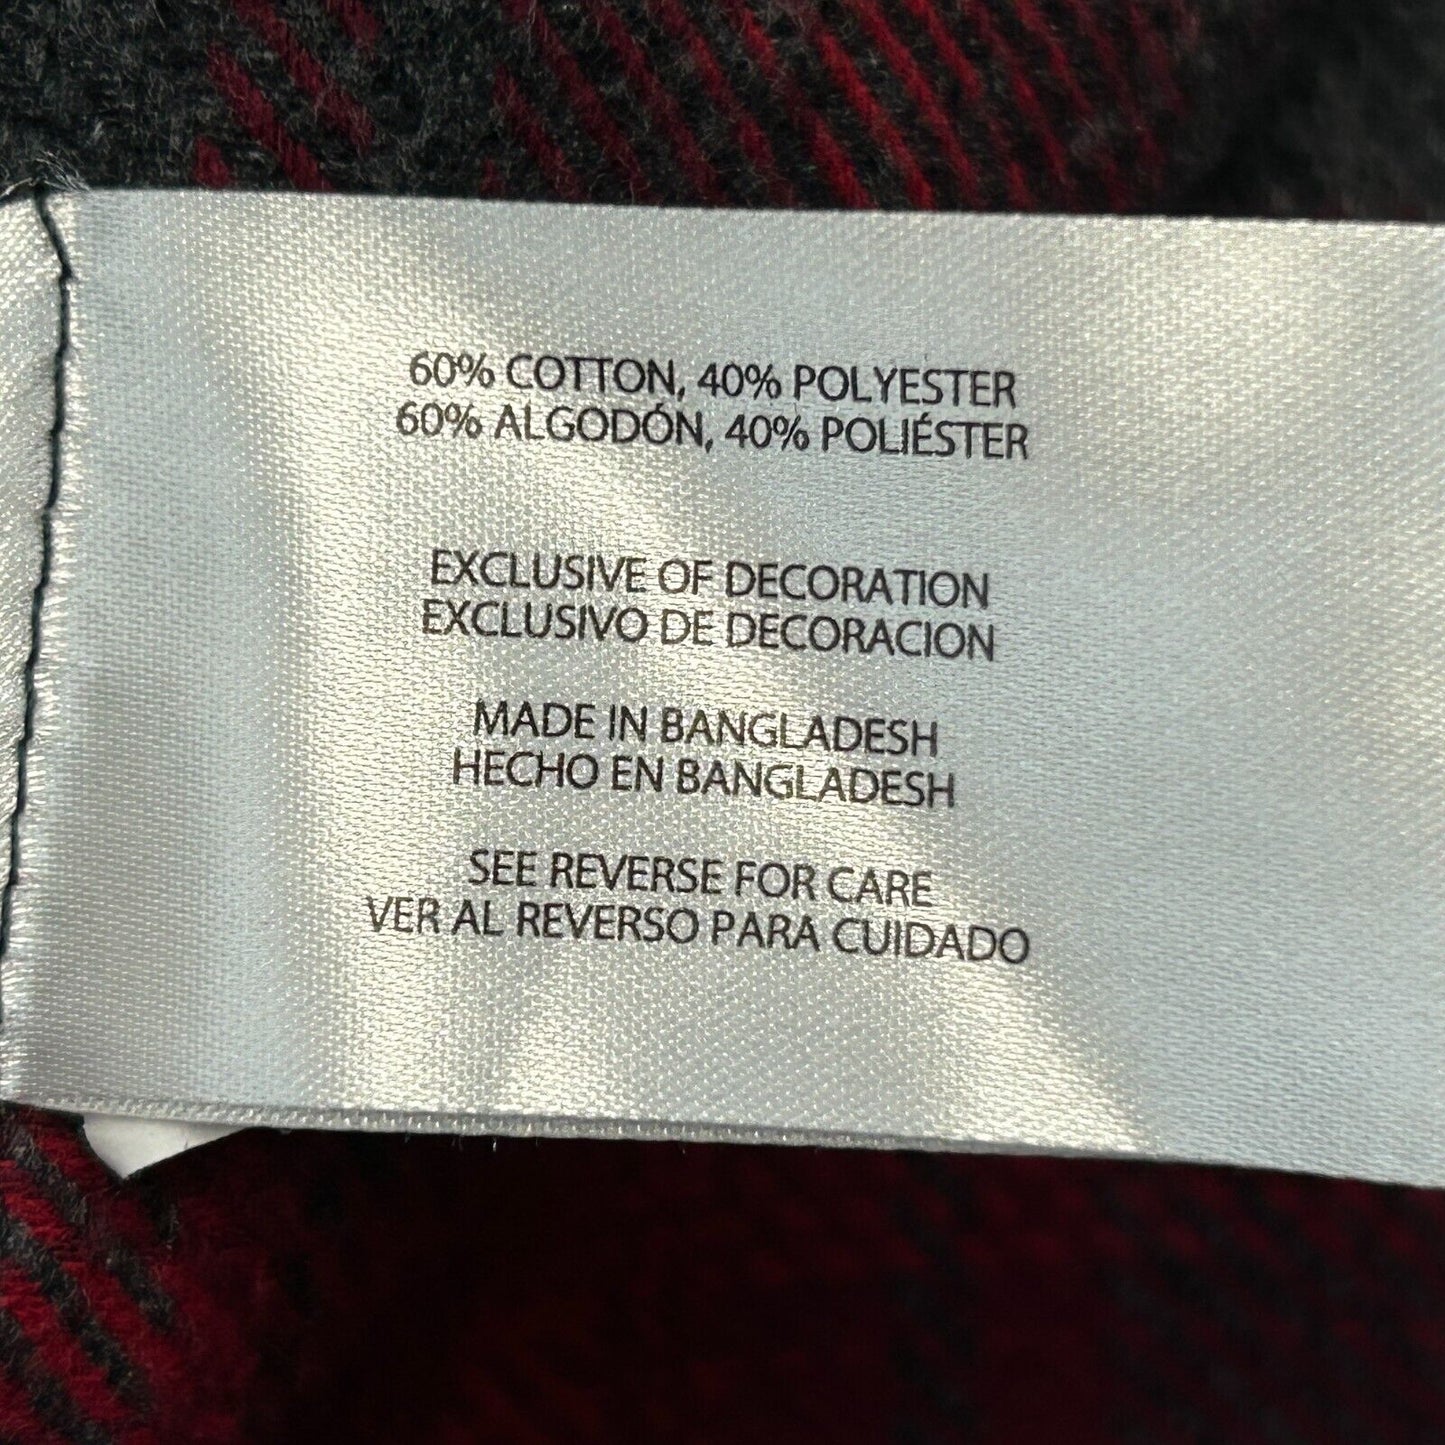 60% COTTON, 40% POLYESTER
60% ALGODÓN, 40% POLIÉSTER
EXCLUSIVE OF DECORATION
EXCLUSIVO DE DECORACION
MADE IN BANGLADESH
HECHO EN BANGLADESH
SEE REVERSE FOR CARE
VER AL REVERSO PARA CUIDADO